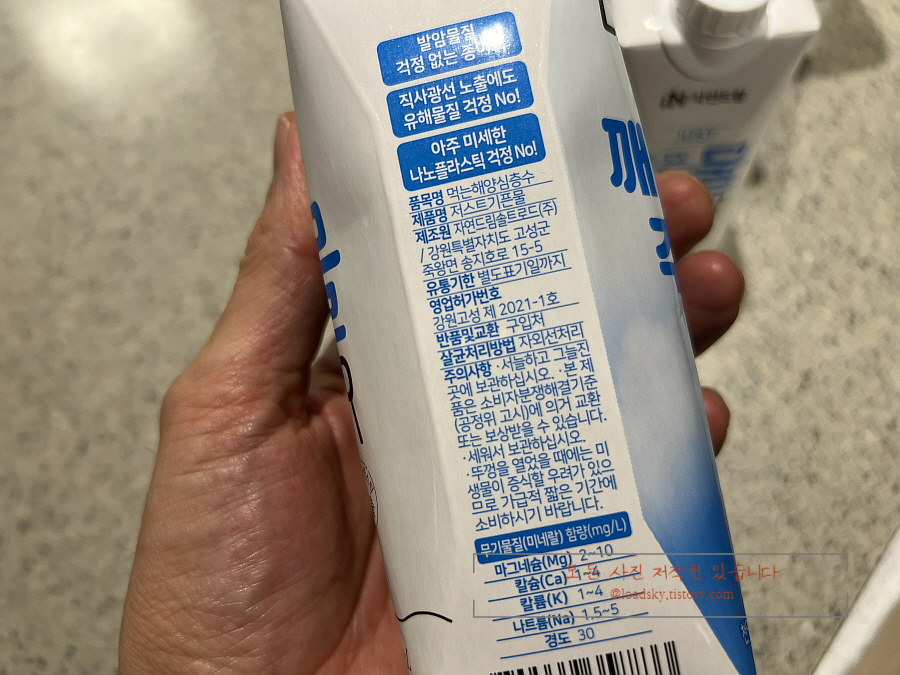 발암물질
걱정 없는 종이팩
직사광선 노출에도
유해물질 걱정 No!
아주 미세한
나노플라스틱 걱정 No!
품목명 먹는해양심층수
제품명 저스트기픈물
제조원 자연드림솔트로드(주)
/ 강원특별자치도 고성군
죽왕면 송지호로 15-5
유통기한 별도표기일까지
영업허가번호
강원고성 제 2021-1호
반품및교환 구입처
살균처리방법 자외선처리
주의사항 · 서늘하고 그늘진
곳에 보관하십시오. · 본 제
품은 소비자분쟁해결기준
(공정위 고시)에 의거 교환
또는 보상받을 수 있습니다.
· 세워서 보관하십시오.
· 뚜껑을 열었을 때에는 미
생물이 증식할 우려가 있으
므로 가급적 짧은 기간에
소비하시기 바랍니다.
무기물질(미네랄) 함량(mg/L)
마그네슘(Mg) 2~10
칼슘(Ca) 1~4
칼륨(K) 1~4
나트륨(Na) 1.5~5
경도 30
모든 사진 저작권 있습니다
@loadsky.tistory.com
깨
자연드림